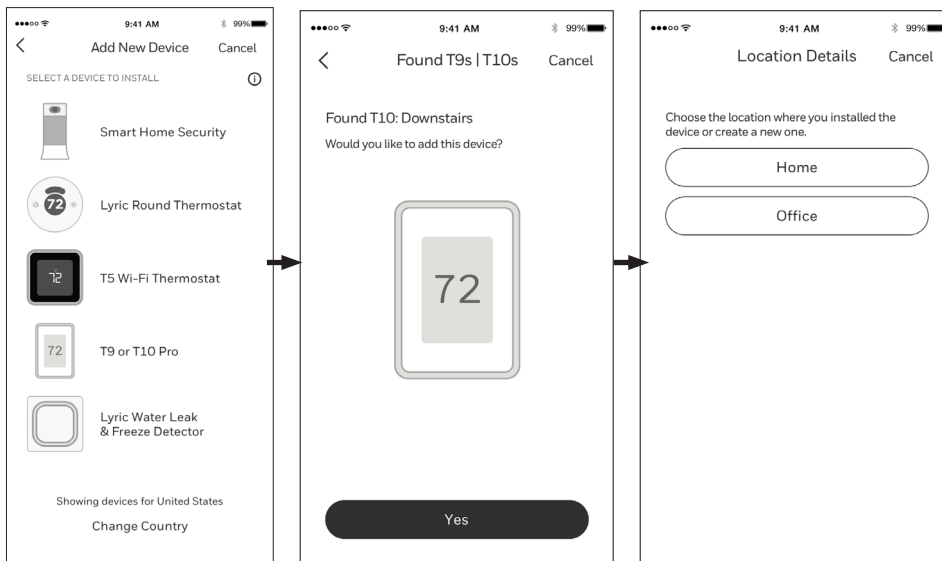 9:41 AM
99%
Add New Device
Cancel
SELECT A DEVICE TO INSTALL
Smart Home Security
72
Lyric Round Thermostat
72
T5 Wi-Fi Thermostat
72
T9 or T10 Pro
Lyric Water Leak
& Freeze Detector
Showing devices for United States
Change Country
9:41 AM
99%
Found T9s | T10s
Cancel
Found T10: Downstairs
Would you like to add this device?
72
Yes
9:41 AM
99%
Location Details
Cancel
Choose the location where you installed the
device or create a new one.
Home
Office